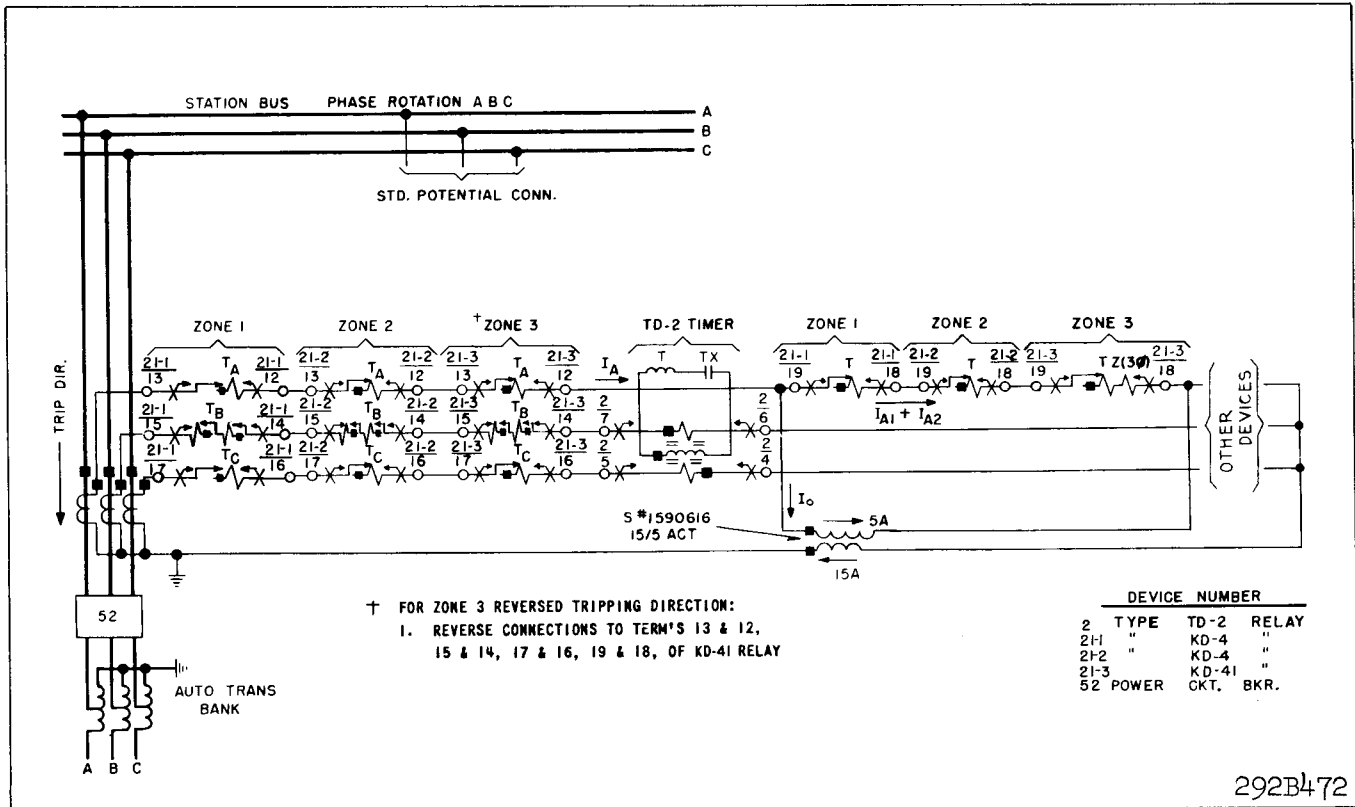 STATION BUS PHASE ROTATION A B C
A
B
C
STD. POTENTIAL CONN.
TRIP DIR.
ZONE 1
ZONE 2
† ZONE 3
TD-2 TIMER
ZONE 1
ZONE 2
ZONE 3
21-1
13
TA
21-1
12
21-2
13
TA
21-2
12
21-3
13
TA
21-3
12
IA
T
TX
21-1
19
T
21-1
18
21-2
19
T
21-2
18
21-3
19
T Z(3Ø)
21-3
18
IA1 + IA2
21-1
15
TB
21-1
14
21-2
15
TB
21-2
14
21-3
15
TB
21-3
14
2
7
2
6
21-1
17
TC
21-1
16
21-2
17
TC
21-2
16
21-3
17
TC
21-3
16
2
5
2
4
OTHER
DEVICES
Io
S#1590616
15/5 ACT
5A
15A
52
† FOR ZONE 3 REVERSED TRIPPING DIRECTION:
1. REVERSE CONNECTIONS TO TERM'S 13 & 12,
15 & 14, 17 & 16, 19 & 18, OF KD-41 RELAY
DEVICE NUMBER
2 TYPE TD-2 RELAY
21-1 " KD-4 "
21-2 " KD-4 "
21-3 KD-41 "
52 POWER CKT. BKR.
AUTO TRANS
BANK
A B C
292B472